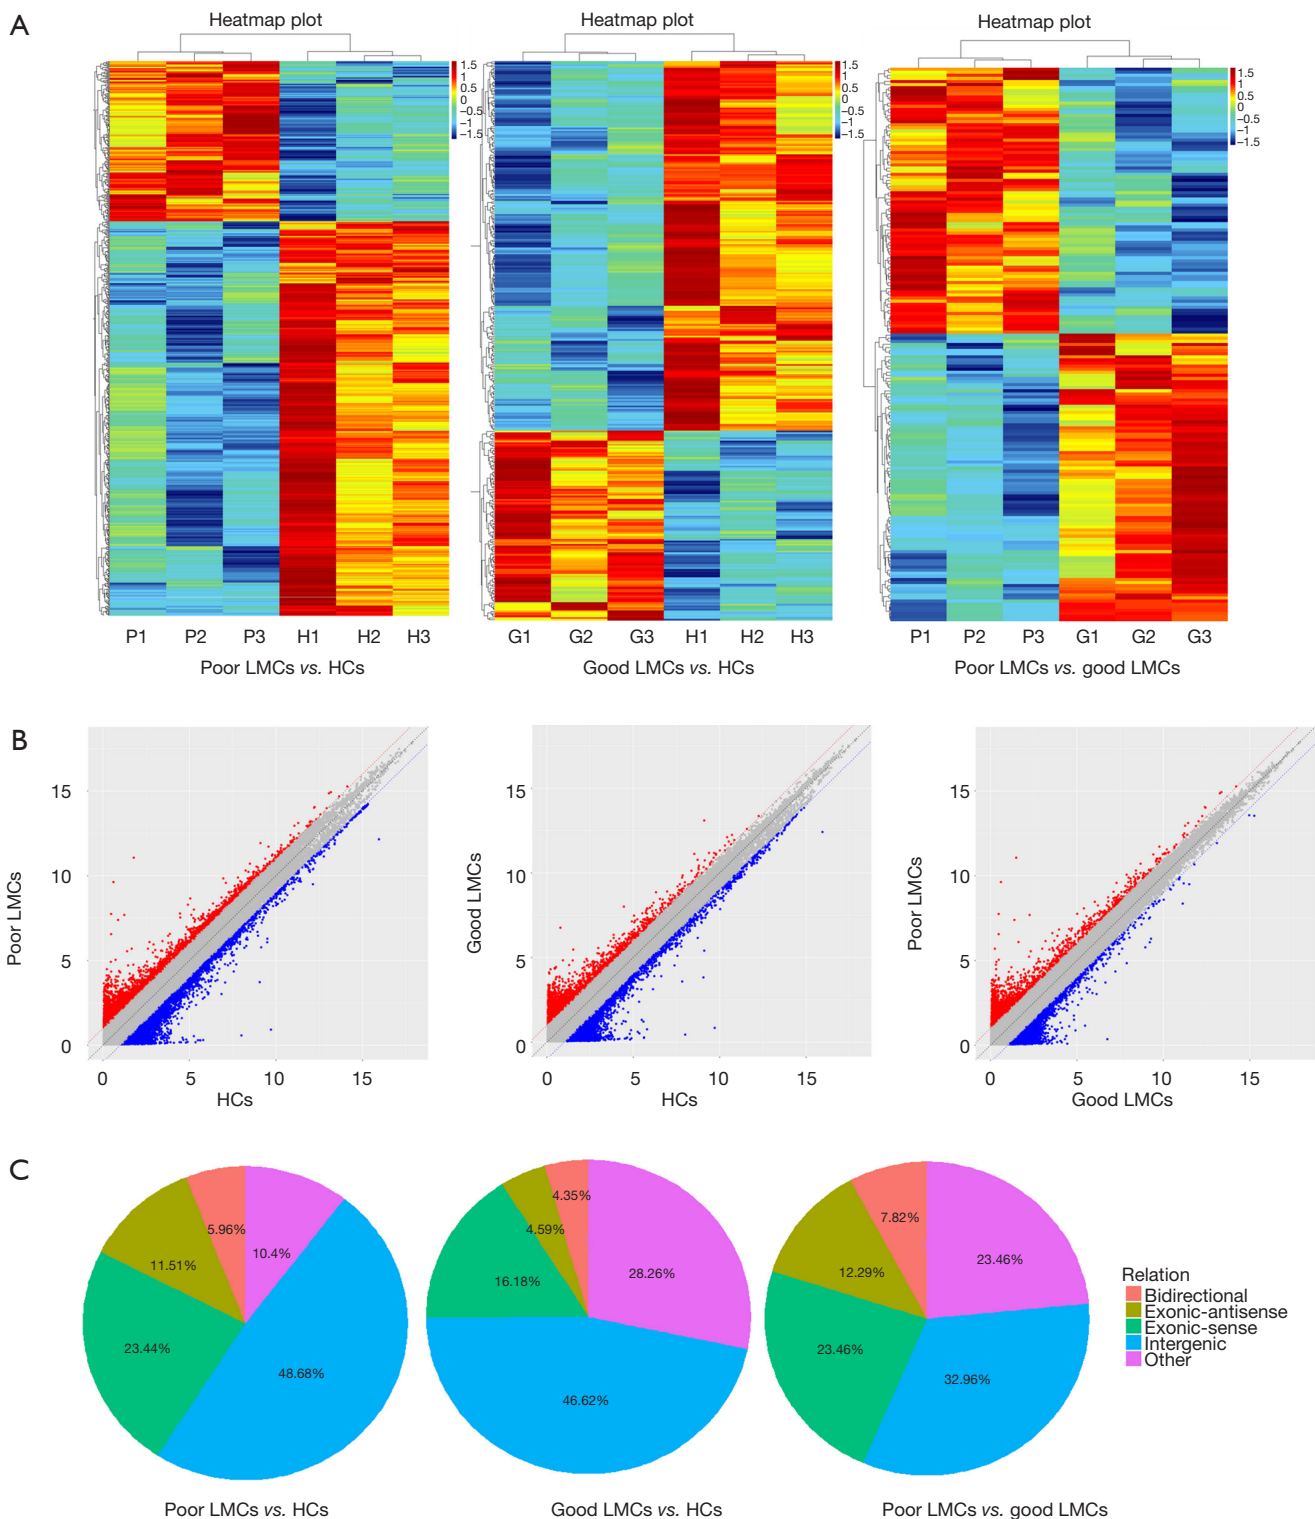 A
Heatmap plot
Heatmap plot
Heatmap plot
1.5
0.5
0
−0.5
−1
−1.5
1.5
0.5
0
−0.5
−1
−1.5
1.5
0.5
0
−0.5
−1
−1.5
P1 P2 P3 H1 H2 H3
G1 G2 G3 H1 H2 H3
P1 P2 P3 G1 G2 G3
Poor LMCs vs. HCs
Good LMCs vs. HCs
Poor LMCs vs. good LMCs
B
Poor LMCs
15
10
5
0
0 5 10 15
HCs
Good LMCs
15
10
5
0
0 5 10 15
HCs
Poor LMCs
15
10
5
0
0 5 10 15
Good LMCs
C
5.96%
10.4%
11.51%
23.44%
48.68%
Poor LMCs vs. HCs
4.35%
4.59%
28.26%
16.18%
46.62%
Good LMCs vs. HCs
7.82%
23.46%
12.29%
23.46%
32.96%
Poor LMCs vs. good LMCs
Relation
Bidirectional
Exonic-antisense
Exonic-sense
Intergenic
Other